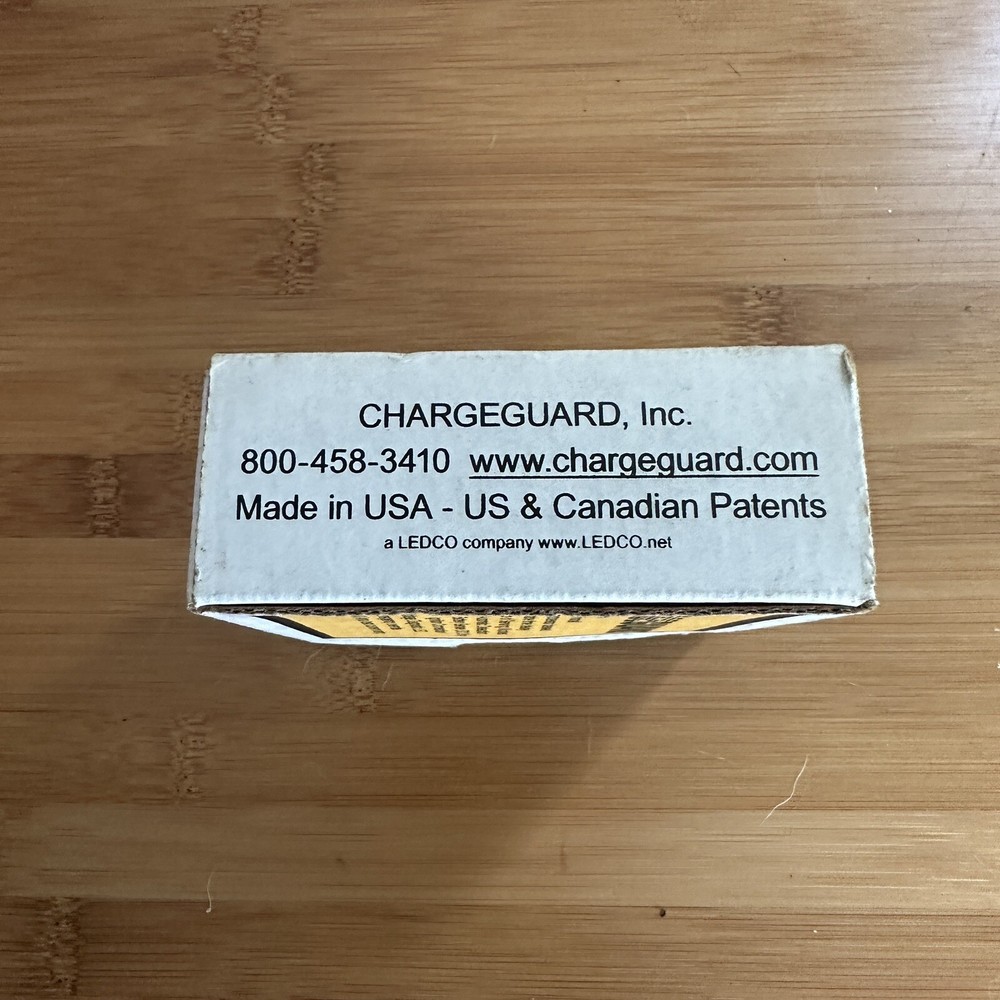 CHARGEGUARD, Inc.
800-458-3410 www.chargeguard.com
Made in USA - US & Canadian Patents
a LEDCO company www.LEDCO.net